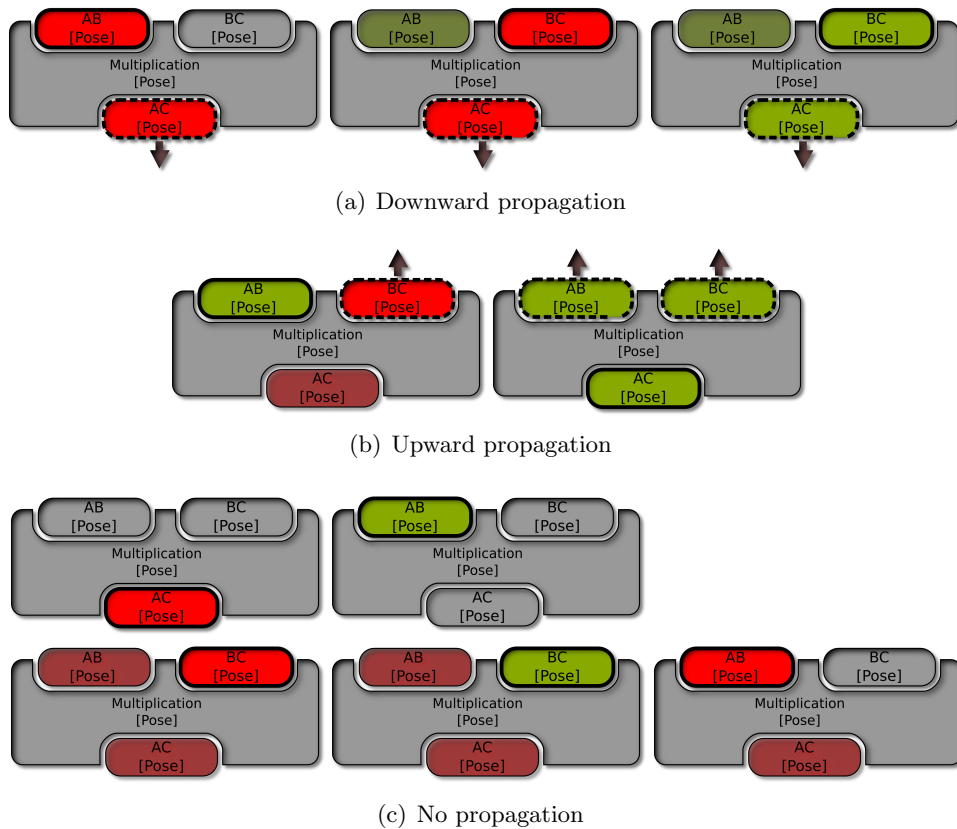 AB
[Pose]
BC
[Pose]
Multiplication
[Pose]
AC
[Pose]
AB
[Pose]
BC
[Pose]
Multiplication
[Pose]
AC
[Pose]
AB
[Pose]
BC
[Pose]
Multiplication
[Pose]
AC
[Pose]
(a) Downward propagation
AB
[Pose]
BC
[Pose]
Multiplication
[Pose]
AC
[Pose]
AB
[Pose]
BC
[Pose]
Multiplication
[Pose]
AC
[Pose]
(b) Upward propagation
AB
[Pose]
BC
[Pose]
Multiplication
[Pose]
AC
[Pose]
AB
[Pose]
BC
[Pose]
Multiplication
[Pose]
AC
[Pose]
AB
[Pose]
BC
[Pose]
Multiplication
[Pose]
AC
[Pose]
AB
[Pose]
BC
[Pose]
Multiplication
[Pose]
AC
[Pose]
AB
[Pose]
BC
[Pose]
Multiplication
[Pose]
AC
[Pose]
(c) No propagation